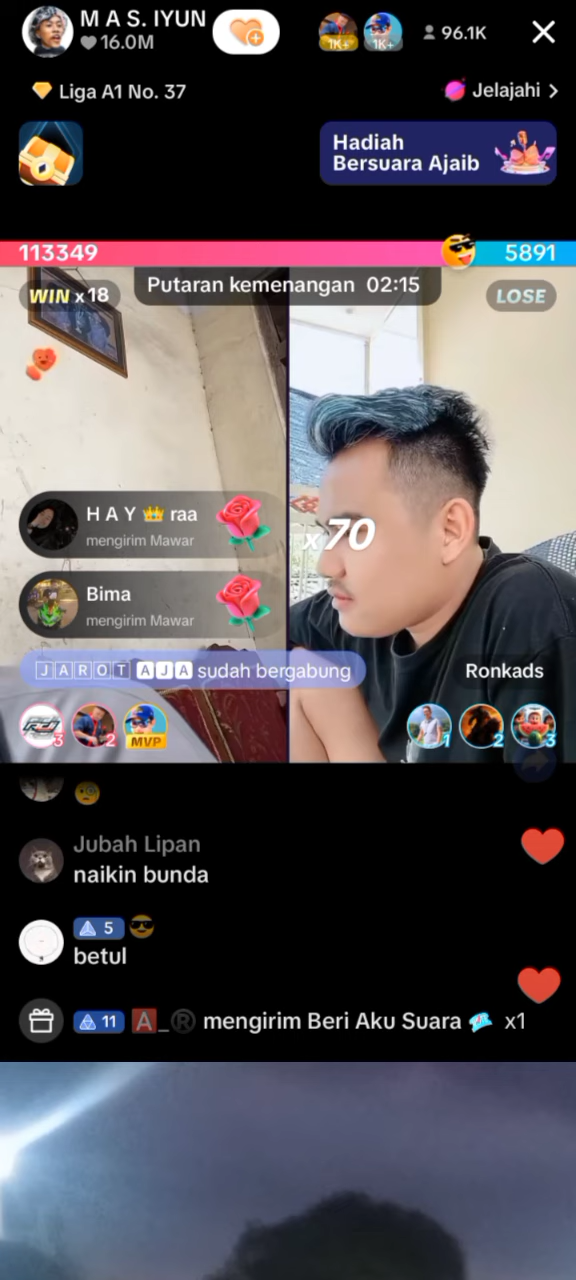 M A S. IYUN
16.0M
1K+
1K+
96.1K
Liga A1 No. 37
Jelajahi
Hadiah
Bersuara Ajaib
113349
5891
WIN x 18
Putaran kemenangan 02:15
LOSE
H A Y 👑 raa
mengirim Mawar
x70
Bima
mengirim Mawar
🄹🄰🅁🄾🅃 🅰🅹🅰 sudah bergabung
Ronkads
3
2
MVP
1
2
3
Jubah Lipan
naikin bunda
5 😎
betul
11 🅰_®️ mengirim Beri Aku Suara x1